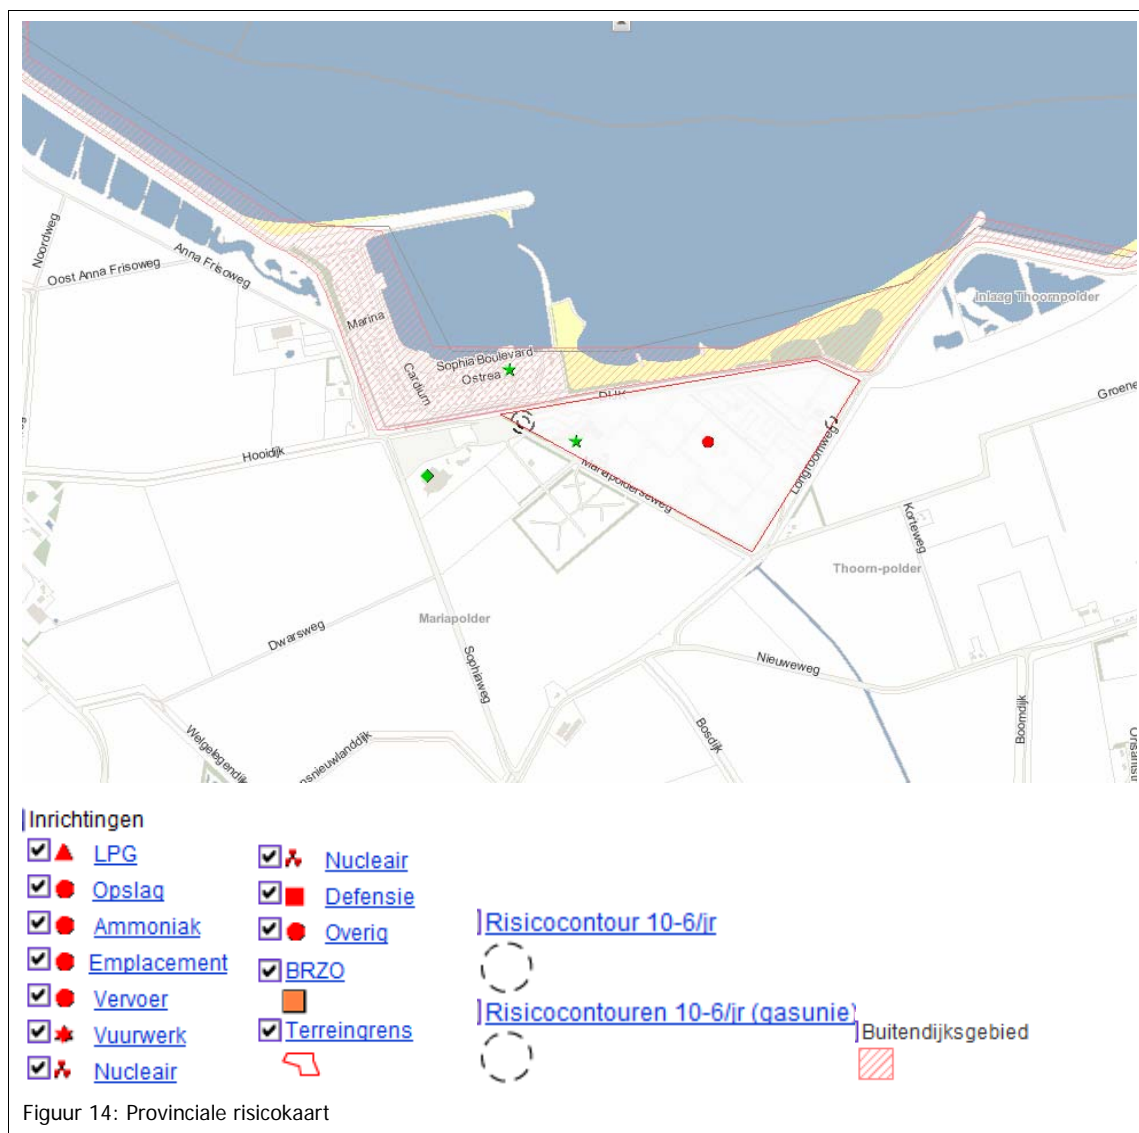 Noordweg
Oost Anna Frisoweg
Anna Frisoweg
Marina
Cardium
Sophia Boulevard
Ostrea
DIJK
Inlaag Thoornpolder
Groene
Hooidijk
Mariapolderseweg
Longroomweg
Korteweg
Thoorn-polder
Mariapolder
Dwarsweg
Sophiaweg
Nieuweweg
Welgelegendijk
Bosdijk
Boomdijk
Inrichtingen
LPG
Opslag
Ammoniak
Emplacement
Vervoer
Vuurwerk
Nucleair
Nucleair
Defensie
Overig
BRZO
Terreingrens
Risicocontour 10-6/jr
Risicocontouren 10-6/jr (gasunie)
Buitendijksgebied
Figuur 14: Provinciale risicokaart